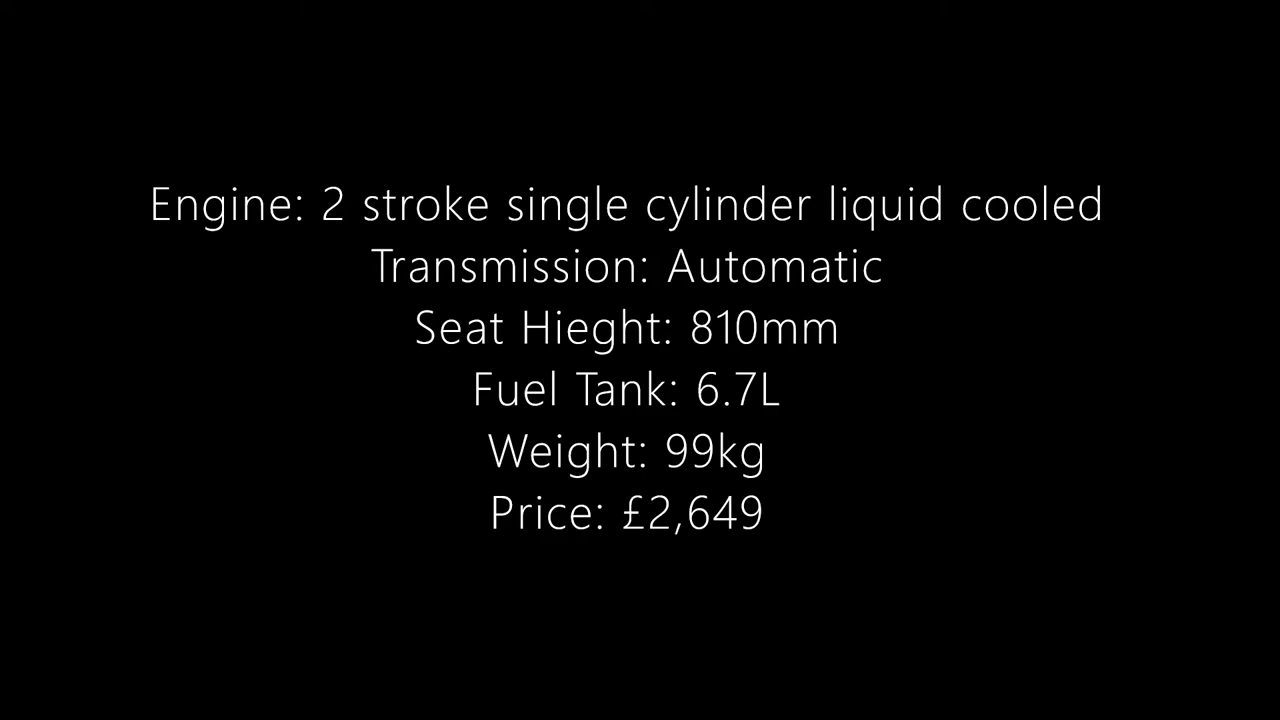 Engine: 2 stroke single cylinder liquid cooled
Transmission: Automatic
Seat Hieght: 810mm
Fuel Tank: 6.7L
Weight: 99kg
Price: £2,649